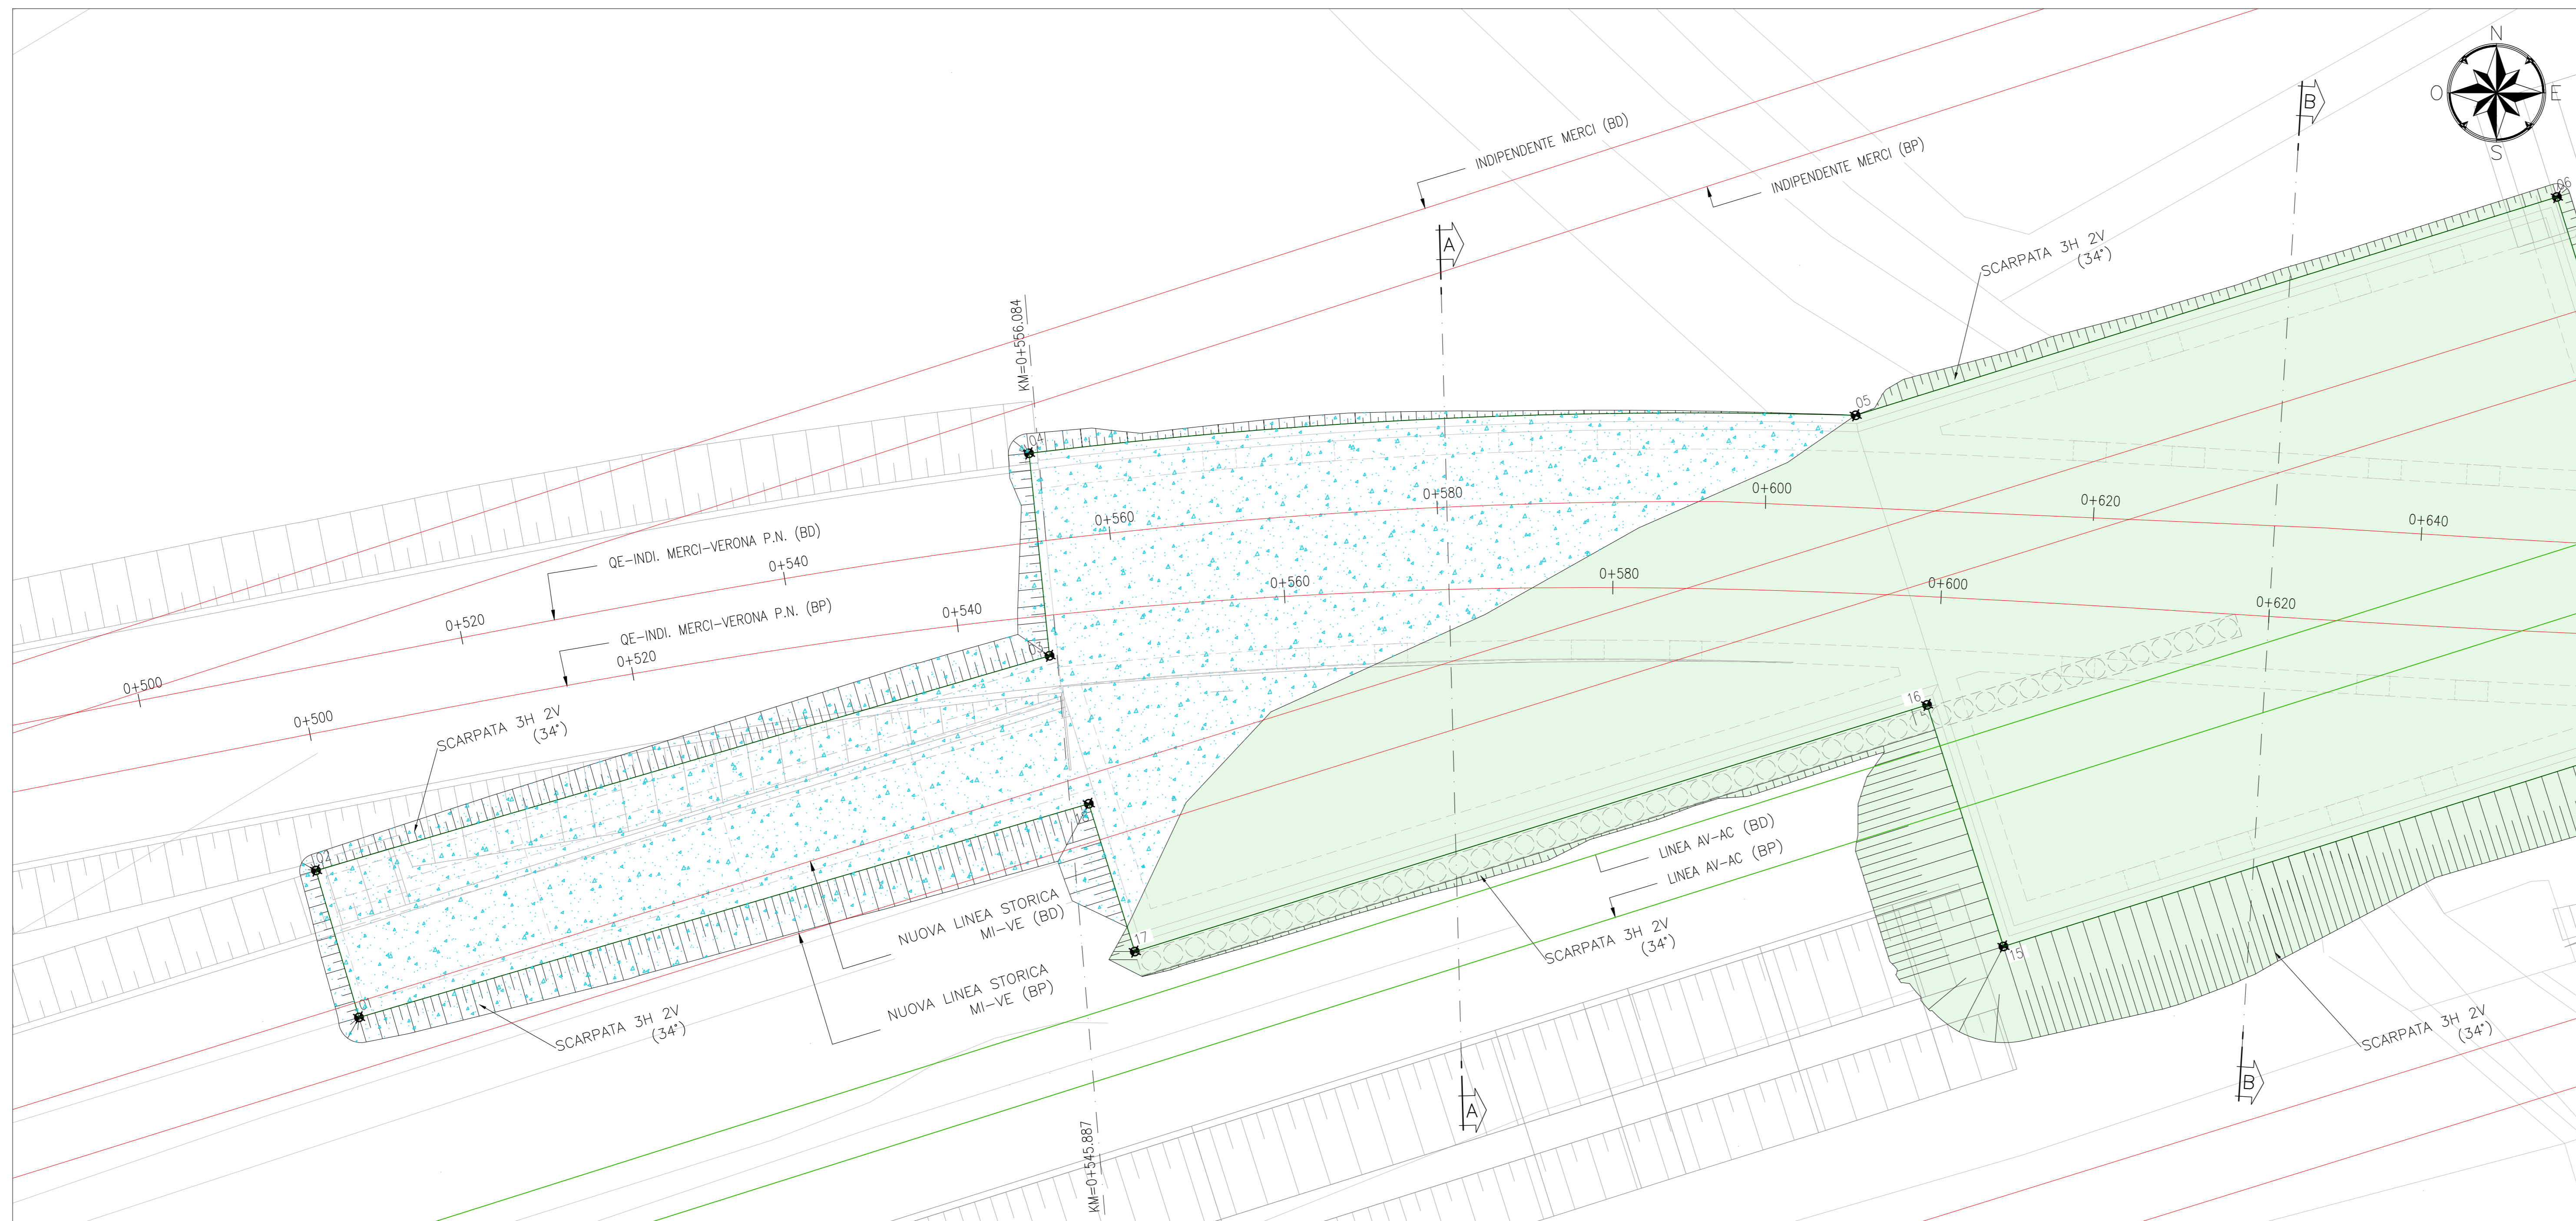 N
O
E
S
B
06
INDIPENDENTE MERCI (BD)
INDIPENDENTE MERCI (BP)
A
SCARPATA 3H 2V
(34°)
KM=0+556.084
05
04
0+560
0+580
0+600
0+620
0+640
QE-INDI. MERCI-VERONA P.N. (BD)
0+540
0+520
0+500
QE-INDI. MERCI-VERONA P.N. (BP)
0+560
0+580
0+600
0+620
0+540
0+520
0+500
03
SCARPATA 3H 2V
(34°)
16
02
18
LINEA AV-AC (BD)
LINEA AV-AC (BP)
NUOVA LINEA STORICA
MI-VE (BD)
17
SCARPATA 3H 2V
(34°)
15
NUOVA LINEA STORICA
MI-VE (BP)
01
SCARPATA 3H 2V
(34°)
SCARPATA 3H 2V
(34°)
B
A
KM=0+545.887